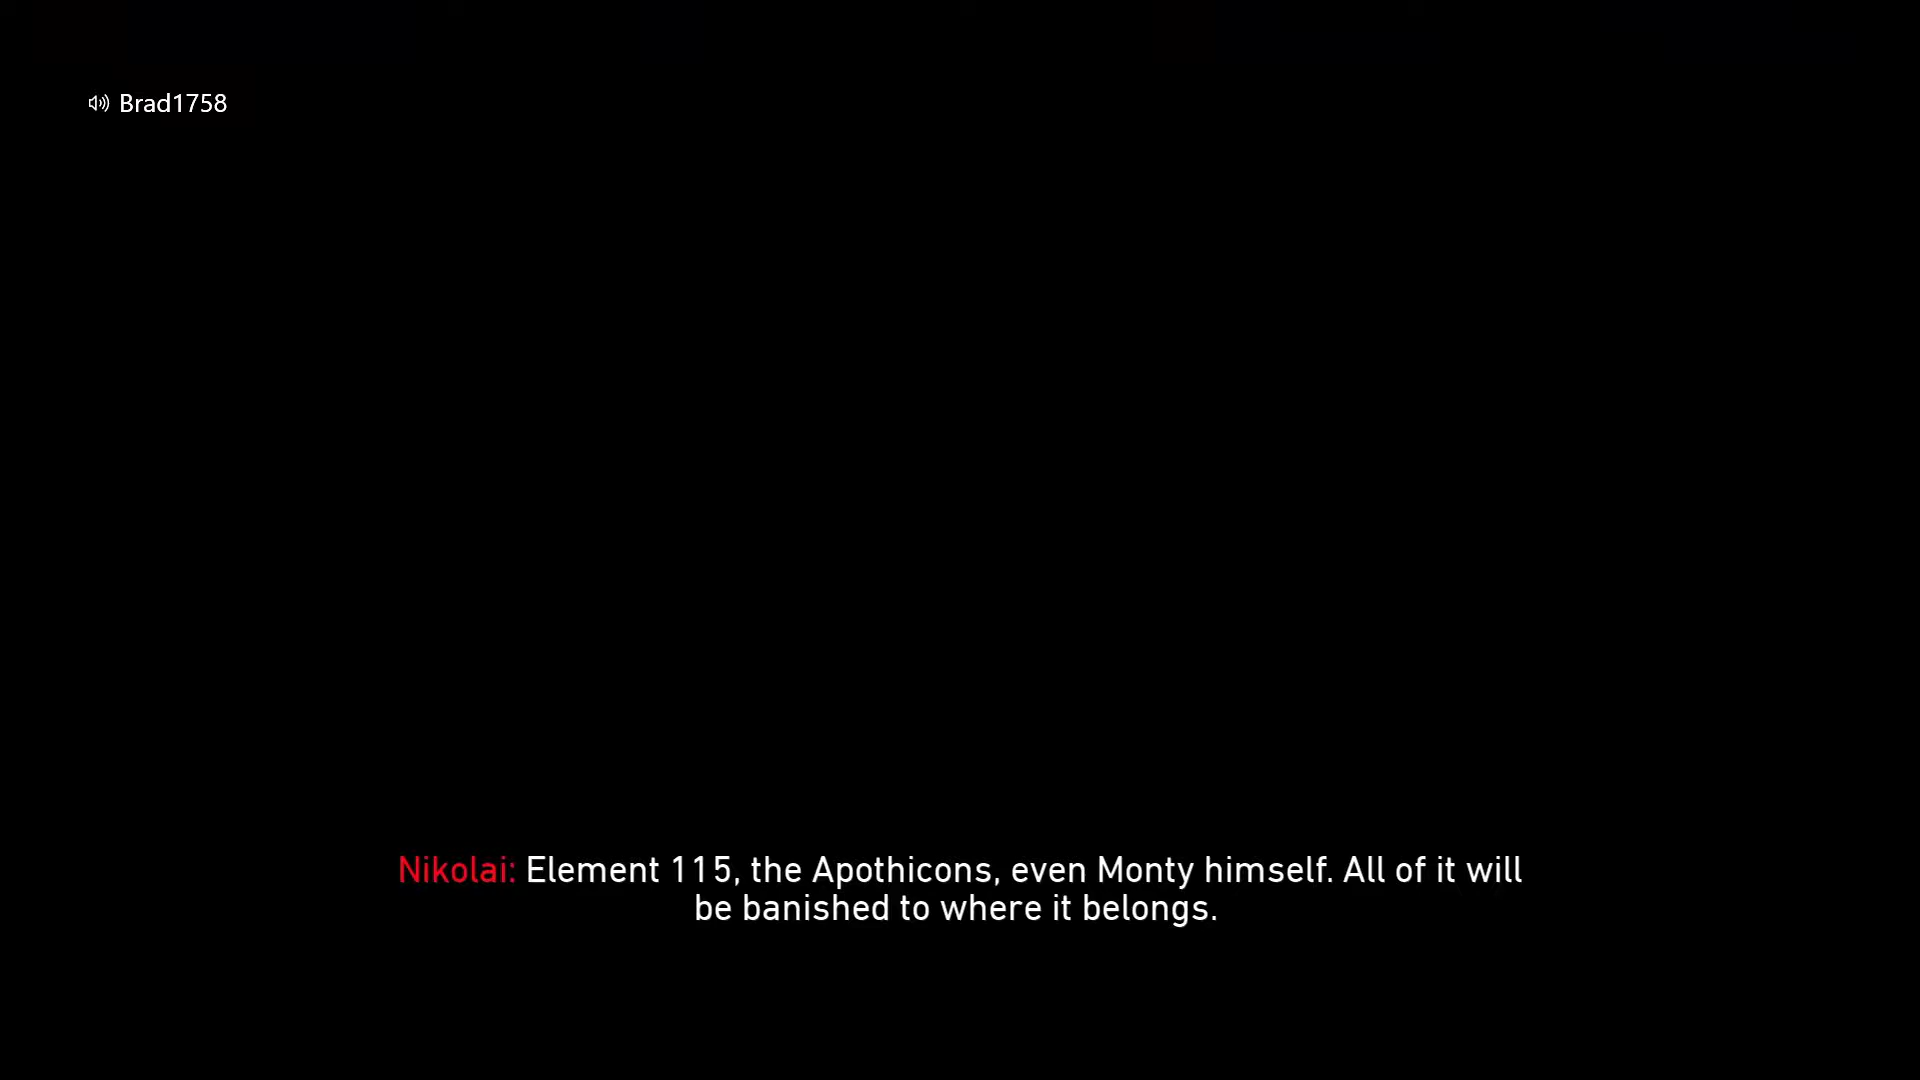 Brad1758
Nikolai: Element 115, the Apothicons, even Monty himself. All of it will
be banished to where it belongs.